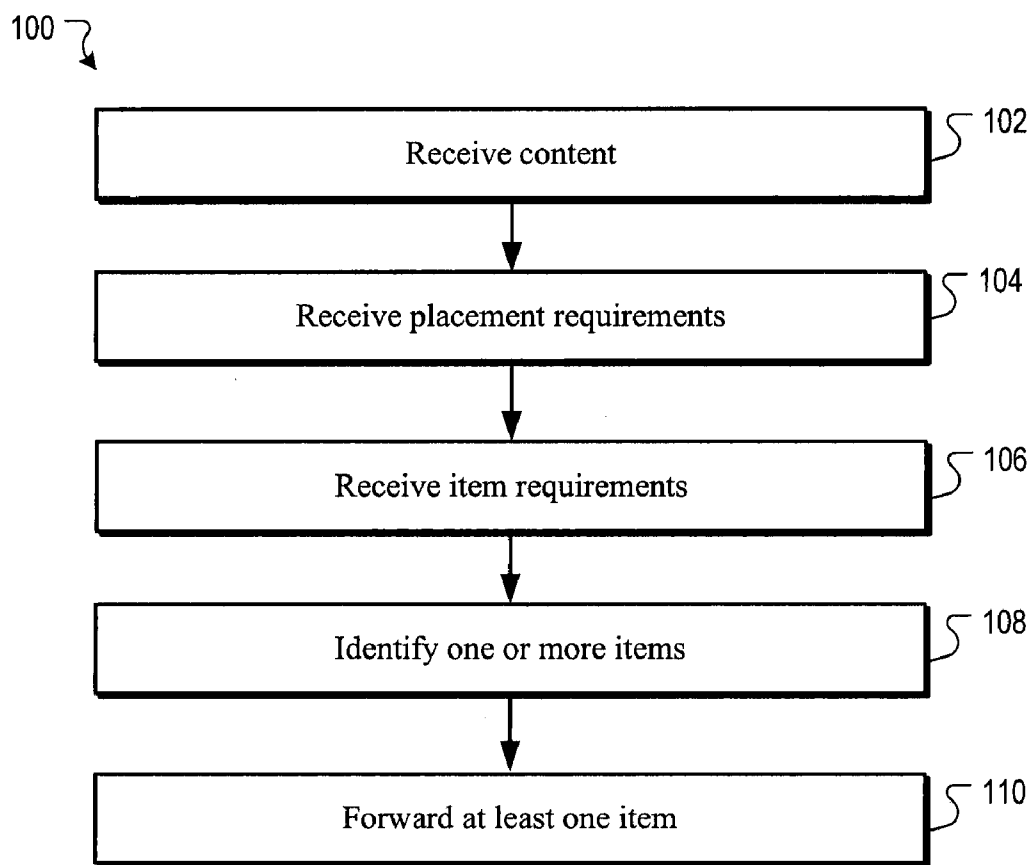 100
Receive content
102
Receive placement requirements
104
Receive item requirements
106
Identify one or more items
108
Forward at least one item
110